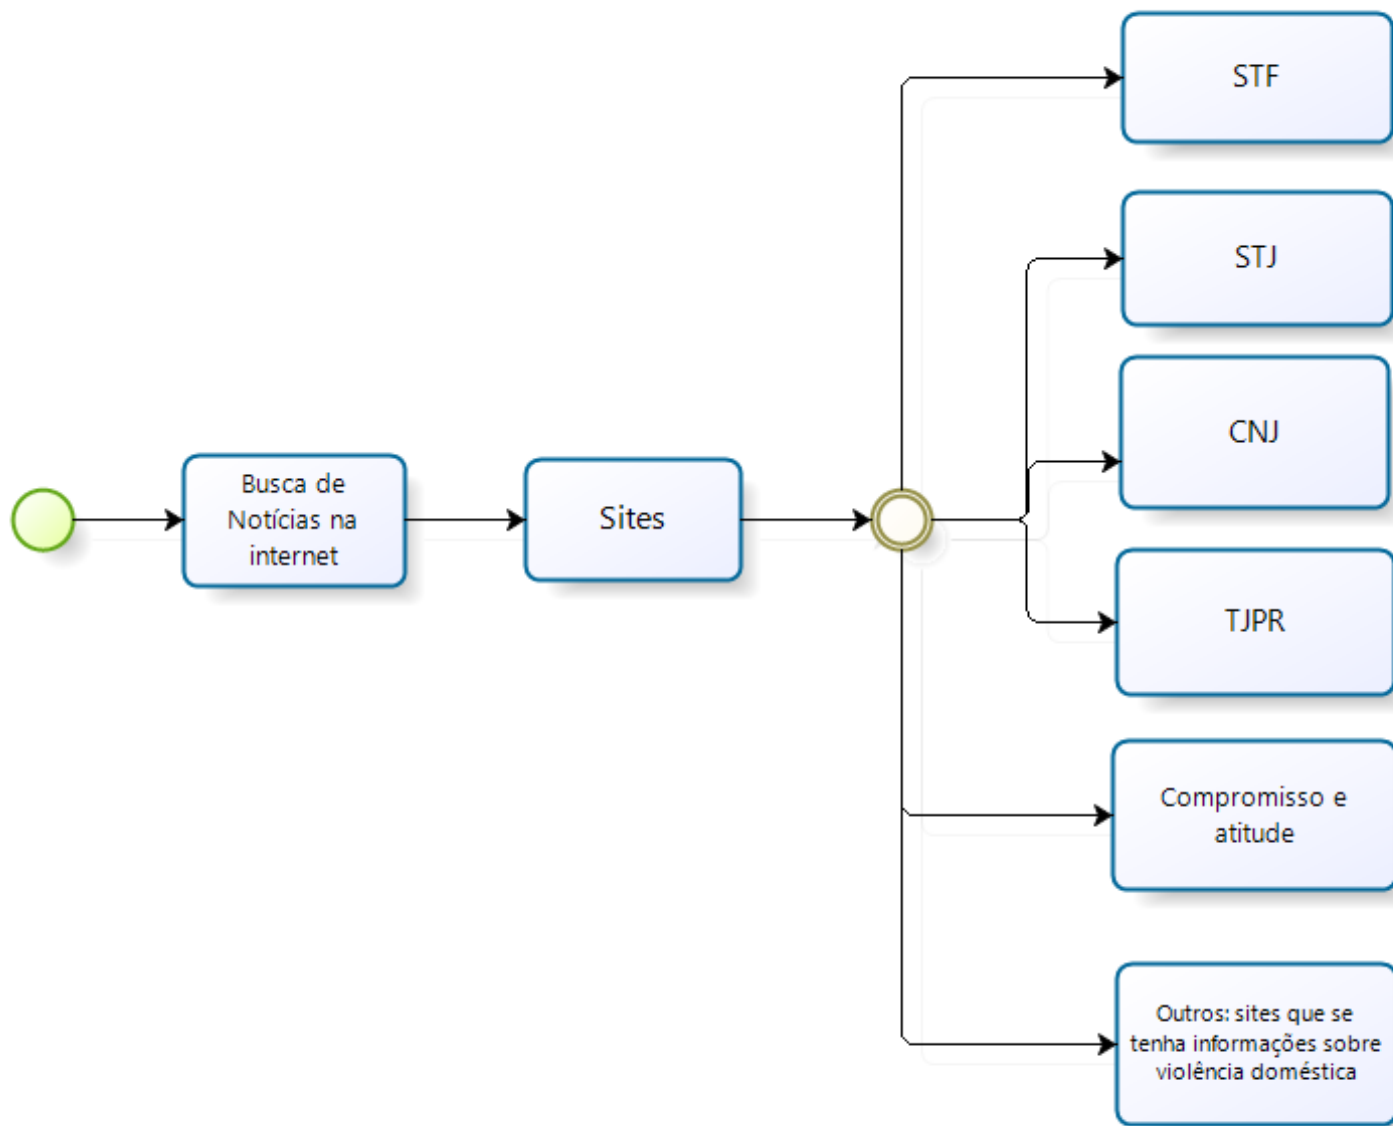 Busca de
Notícias na
internet
Sites
STF
STJ
CNJ
TJPR
Compromisso e
atitude
Outros: sites que se
tenha informações sobre
violência doméstica